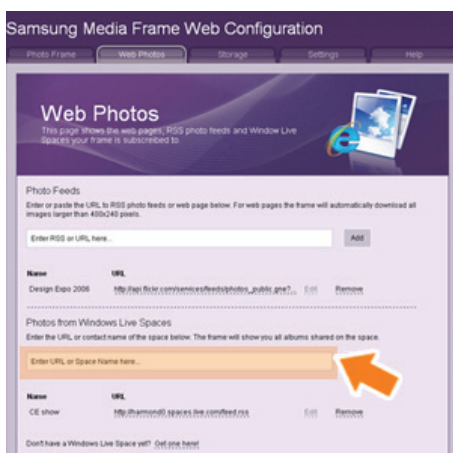 Samsung Media Frame Web Configuration
Photo Frame Web Photos Storage Settings Help
Web Photos
This page shows the web pages, RSS photo feeds and Window Live
Spaces your frame is subscreibed to
Photo Feeds
Enter or paste the URL to RSS photo feeds or web page below. For web pages the frame will automatically download all
images larger than 400x240 pixels.
Enter RSS or URL here... Add
Name URL
Design Expo 2006 http://api.flickr.com/services/feeds/photos_public.gne?... Edit Remove
Photos from Windows Live Spaces
Enter the URL or contact name of the space below. The frame will show you all albums shared on the space.
Enter URL or Space Name here...
Name URL
CE show http://harmond0.spaces.live.com/feed.rss Edit Remove
Don't have a Windows Live Space yet? Get one here!